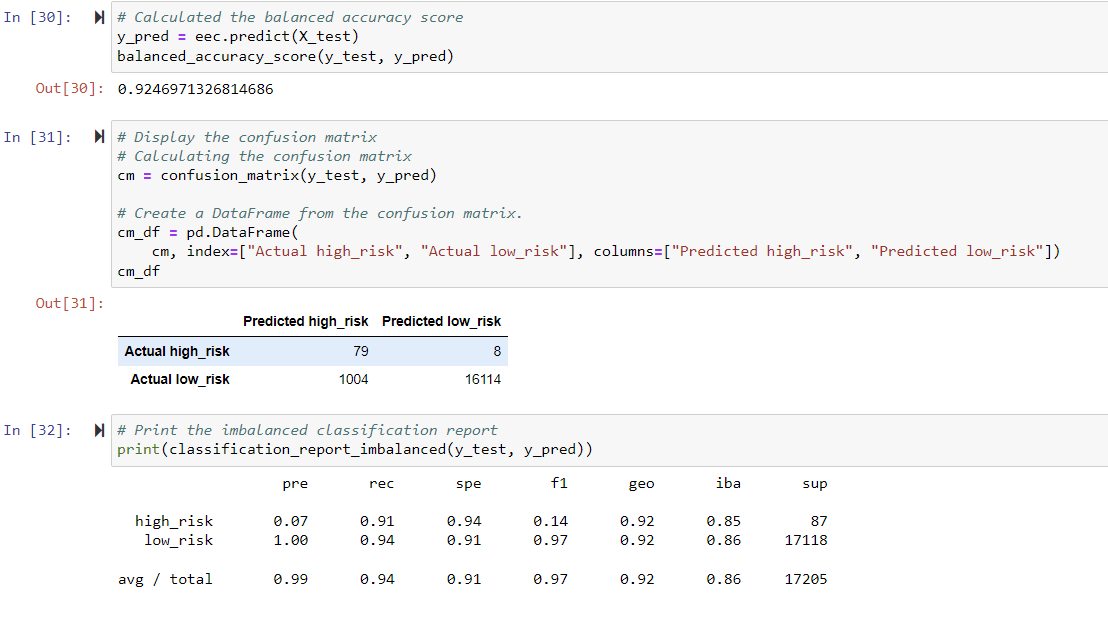 In [30]: # Calculated the balanced accuracy score
y_pred = eec.predict(X_test)
balanced_accuracy_score(y_test, y_pred)
Out[30]: 0.9246971326814686
In [31]: # Display the confusion matrix
# Calculating the confusion matrix
cm = confusion_matrix(y_test, y_pred)
# Create a DataFrame from the confusion matrix.
cm_df = pd.DataFrame(
cm, index=["Actual high_risk", "Actual low_risk"], columns=["Predicted high_risk", "Predicted low_risk"])
cm_df
Out[31]:
Predicted high_risk Predicted low_risk
Actual high_risk 79 8
Actual low_risk 1004 16114
In [32]: # Print the imbalanced classification report
print(classification_report_imbalanced(y_test, y_pred))
pre rec spe f1 geo iba sup
high_risk 0.07 0.91 0.94 0.14 0.92 0.85 87
low_risk 1.00 0.94 0.91 0.97 0.92 0.86 17118
avg / total 0.99 0.94 0.91 0.97 0.92 0.86 17205